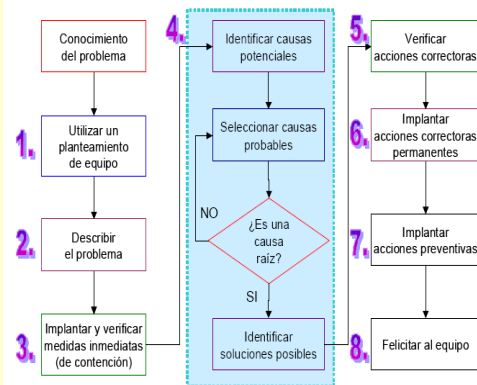 Conocimiento
del problema
1.
Utilizar un
planteamiento
de equipo
2.
Describir
el problema
3.
Implantar y verificar
medidas inmediatas
(de contención)
4.
Identificar causas
potenciales
Seleccionar causas
probables
¿Es una
causa
raíz?
NO
SI
Identificar
soluciones posibles
5.
Verificar
acciones correctoras
6.
Implantar
acciones correctoras
permanentes
7.
Implantar
acciones preventivas
8.
Felicitar al equipo